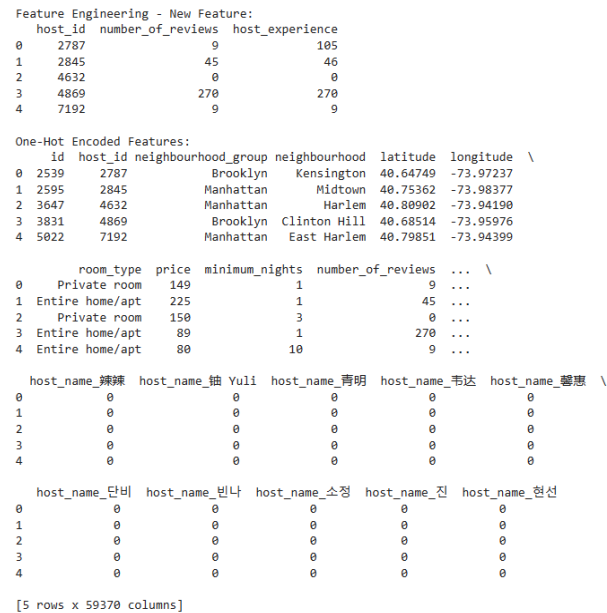 Feature Engineering - New Feature:
   host_id  number_of_reviews  host_experience
0     2787                  9              105
1     2845                 45               46
2     4632                  0                0
3     4869                270              270
4     7192                  9                9
One-Hot Encoded Features:
     id  host_id neighbourhood_group neighbourhood  latitude  longitude  \
0  2539     2787            Brooklyn    Kensington  40.64749  -73.97237
1  2595     2845           Manhattan       Midtown  40.75362  -73.98377
2  3647     4632           Manhattan        Harlem  40.80902  -73.94190
3  3831     4869            Brooklyn  Clinton Hill  40.68514  -73.95976
4  5022     7192           Manhattan   East Harlem  40.79851  -73.94399
         room_type  price  minimum_nights  number_of_reviews  ...  \
0     Private room    149               1                  9  ...
1  Entire home/apt    225               1                 45  ...
2     Private room    150               3                  0  ...
3  Entire home/apt     89               1                270  ...
4  Entire home/apt     80              10                  9  ...
  host_name_辣辣  host_name_铀 Yuli  host_name_青明  host_name_韦达  host_name_馨惠  \
0            0                 0             0             0             0
1            0                 0             0             0             0
2            0                 0             0             0             0
3            0                 0             0             0             0
4            0                 0             0             0             0
   host_name_단비  host_name_빈나  host_name_소정  host_name_진  host_name_현선
0             0             0             0            0             0
1             0             0             0            0             0
2             0             0             0            0             0
3             0             0             0            0             0
4             0             0             0            0             0
[5 rows x 59370 columns]